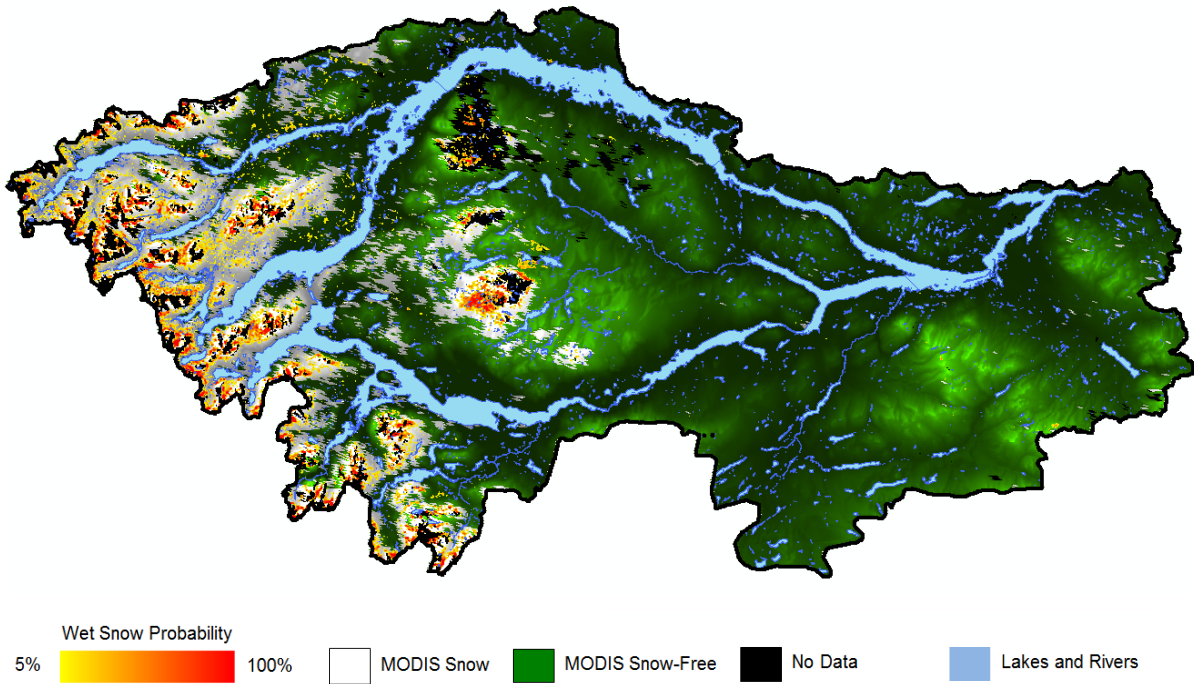 Wet Snow Probability
5% 100% MODIS Snow MODIS Snow-Free No Data Lakes and Rivers